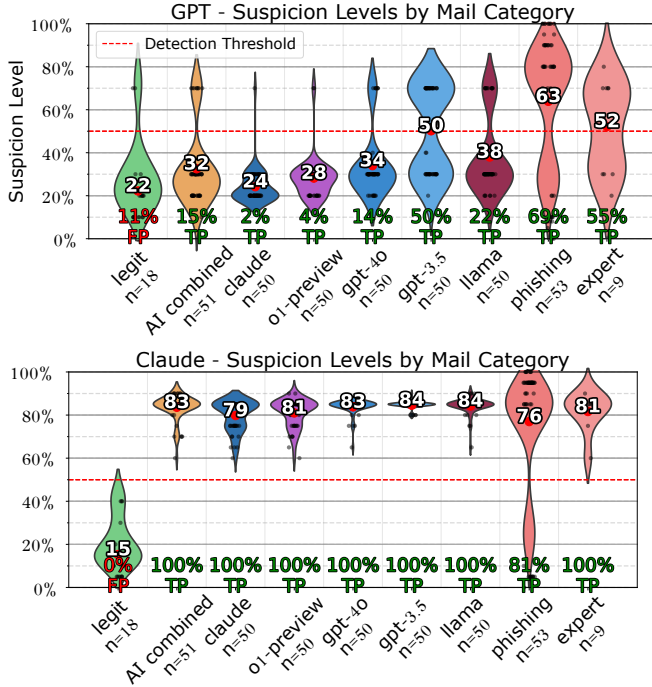 GPT - Suspicion Levels by Mail Category
Detection Threshold
Suspicion Level
100%
80%
60%
40%
20%
0%
22
32
24
28
34
50
38
63
52
11%
FP
15%
TP
2%
TP
4%
TP
14%
TP
50%
TP
22%
TP
69%
TP
55%
TP
legit
n=18
AI combined
n=51
claude
n=50
o1-preview
n=50
gpt-4o
n=50
gpt-3.5
n=50
llama
n=50
phishing
n=53
expert
n=9
Claude - Suspicion Levels by Mail Category
100%
80%
60%
40%
20%
0%
15
83
79
81
83
84
84
76
81
0%
FP
100%
TP
100%
TP
100%
TP
100%
TP
100%
TP
100%
TP
81%
TP
100%
TP
legit
n=18
AI combined
n=51
claude
n=50
o1-preview
n=50
gpt-4o
n=50
gpt-3.5
n=50
llama
n=50
phishing
n=53
expert
n=9